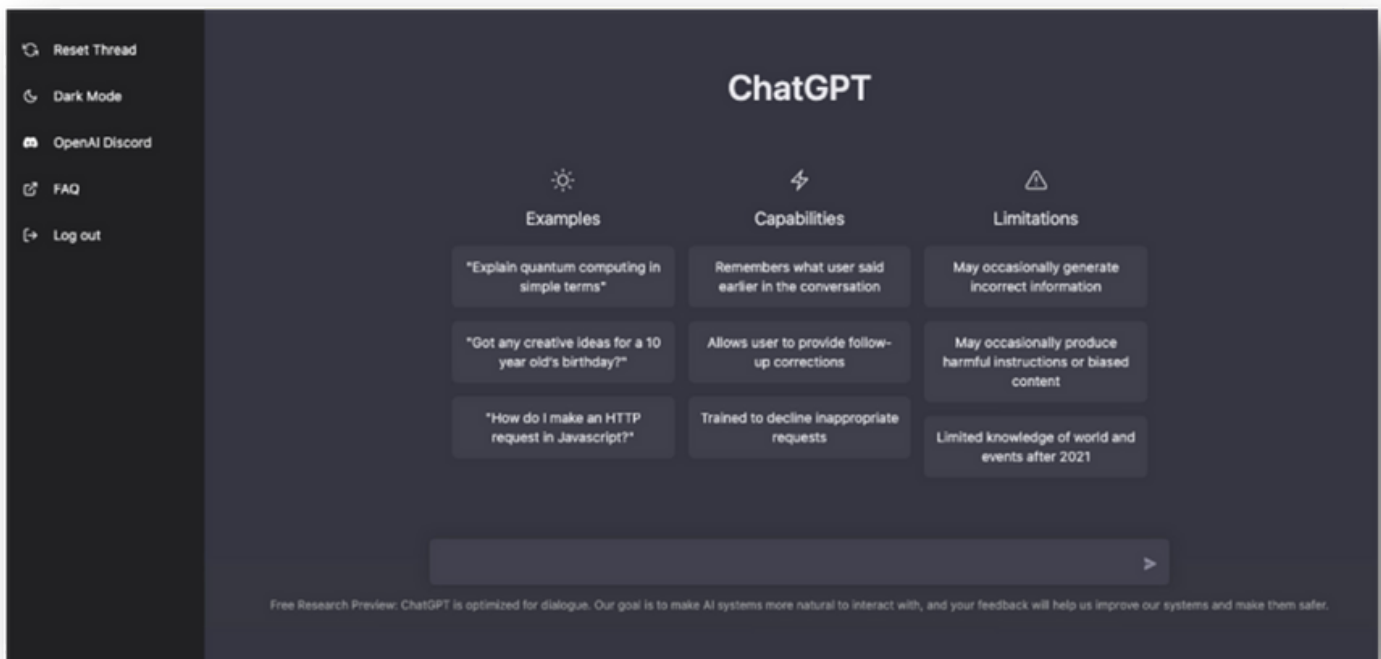 Reset Thread
Dark Mode
OpenAI Discord
FAQ
Log out
ChatGPT
Examples
"Explain quantum computing in
simple terms"
"Got any creative ideas for a 10
year old's birthday?"
"How do I make an HTTP
request in Javascript?"
Capabilities
Remembers what user said
earlier in the conversation
Allows user to provide follow-
up corrections
Trained to decline inappropriate
requests
Limitations
May occasionally generate
incorrect information
May occasionally produce
harmful instructions or biased
content
Limited knowledge of world and
events after 2021
Free Research Preview: ChatGPT is optimized for dialogue. Our goal is to make AI systems more natural to interact with, and your feedback will help us improve our systems and make them safer.